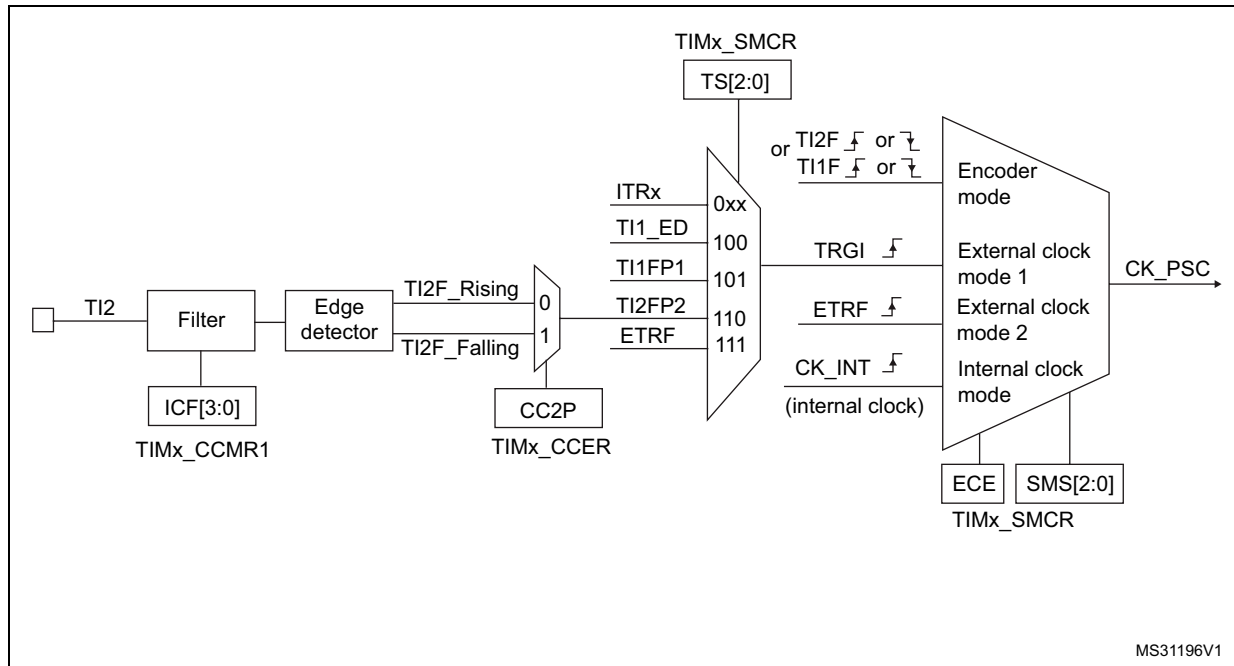 TIMx_SMCR
TS[2:0]
or TI2F or
TI1F or
Encoder
mode
ITRx
0xx
TI1_ED
100
TI1FP1
101
TI2FP2
110
ETRF
111
TRGI
External clock
mode 1
CK_PSC
ETRF
External clock
mode 2
CK_INT
(internal clock)
Internal clock
mode
TI2
Filter
Edge
detector
TI2F_Rising
0
1
TI2F_Falling
ICF[3:0]
TIMx_CCMR1
CC2P
TIMx_CCER
ECE
SMS[2:0]
TIMx_SMCR
MS31196V1